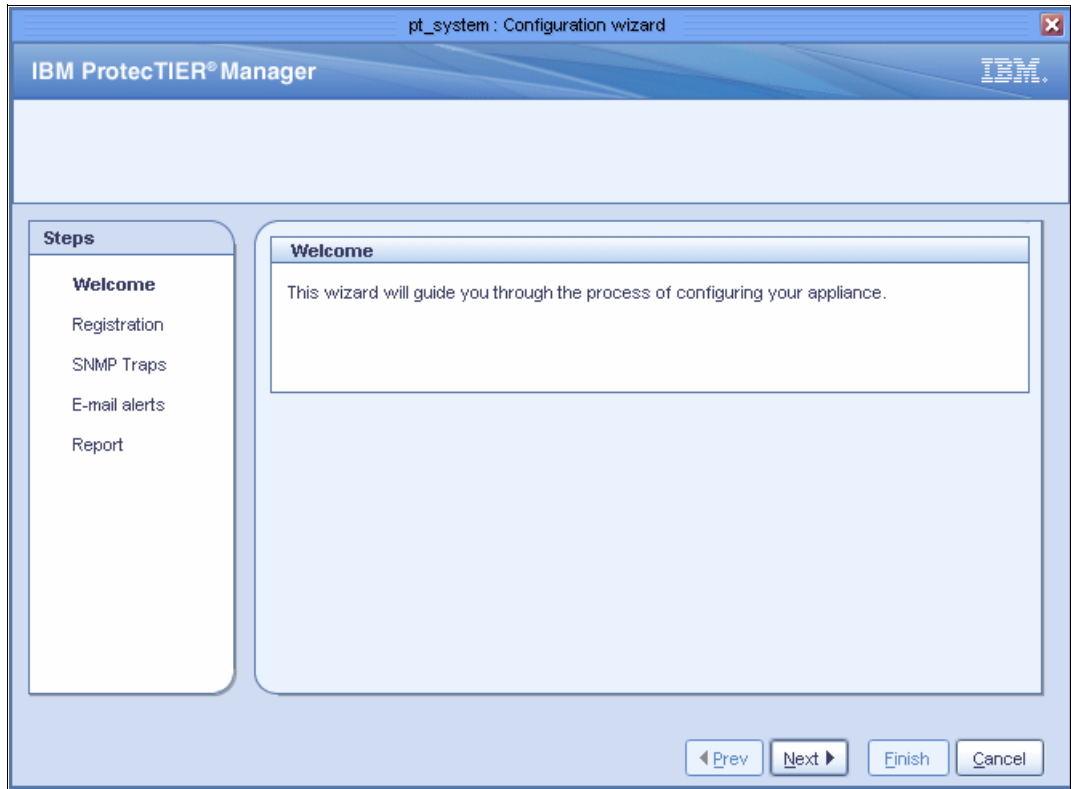 pt_system : Configuration wizard
IBM ProtecTIER® Manager
IBM.
Steps
Welcome
Registration
SNMP Traps
E-mail alerts
Report
Welcome
This wizard will guide you through the process of configuring your appliance.
Prev
Next
Finish
Cancel